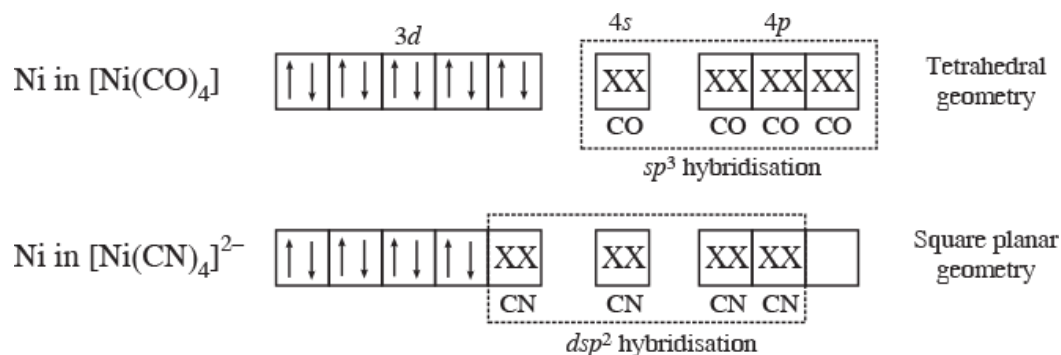 3d 4s 4p
Ni in [Ni(CO)₄] ↑↓ ↑↓ ↑↓ ↑↓ ↑↓ XX XX XX XX Tetrahedral
geometry
CO CO CO CO
sp³ hybridisation
Ni in [Ni(CN)₄]²⁻ ↑↓ ↑↓ ↑↓ ↑↓ XX XX XX XX Square planar
geometry
CN CN CN CN
dsp² hybridisation